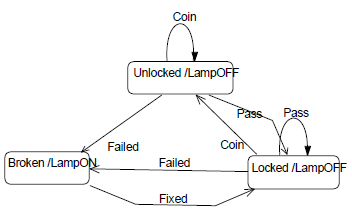 Coin
Unlocked /LampOFF
Pass
Pass
Failed
Coin
Broken /LampON
Failed
Locked /LampOFF
Fixed